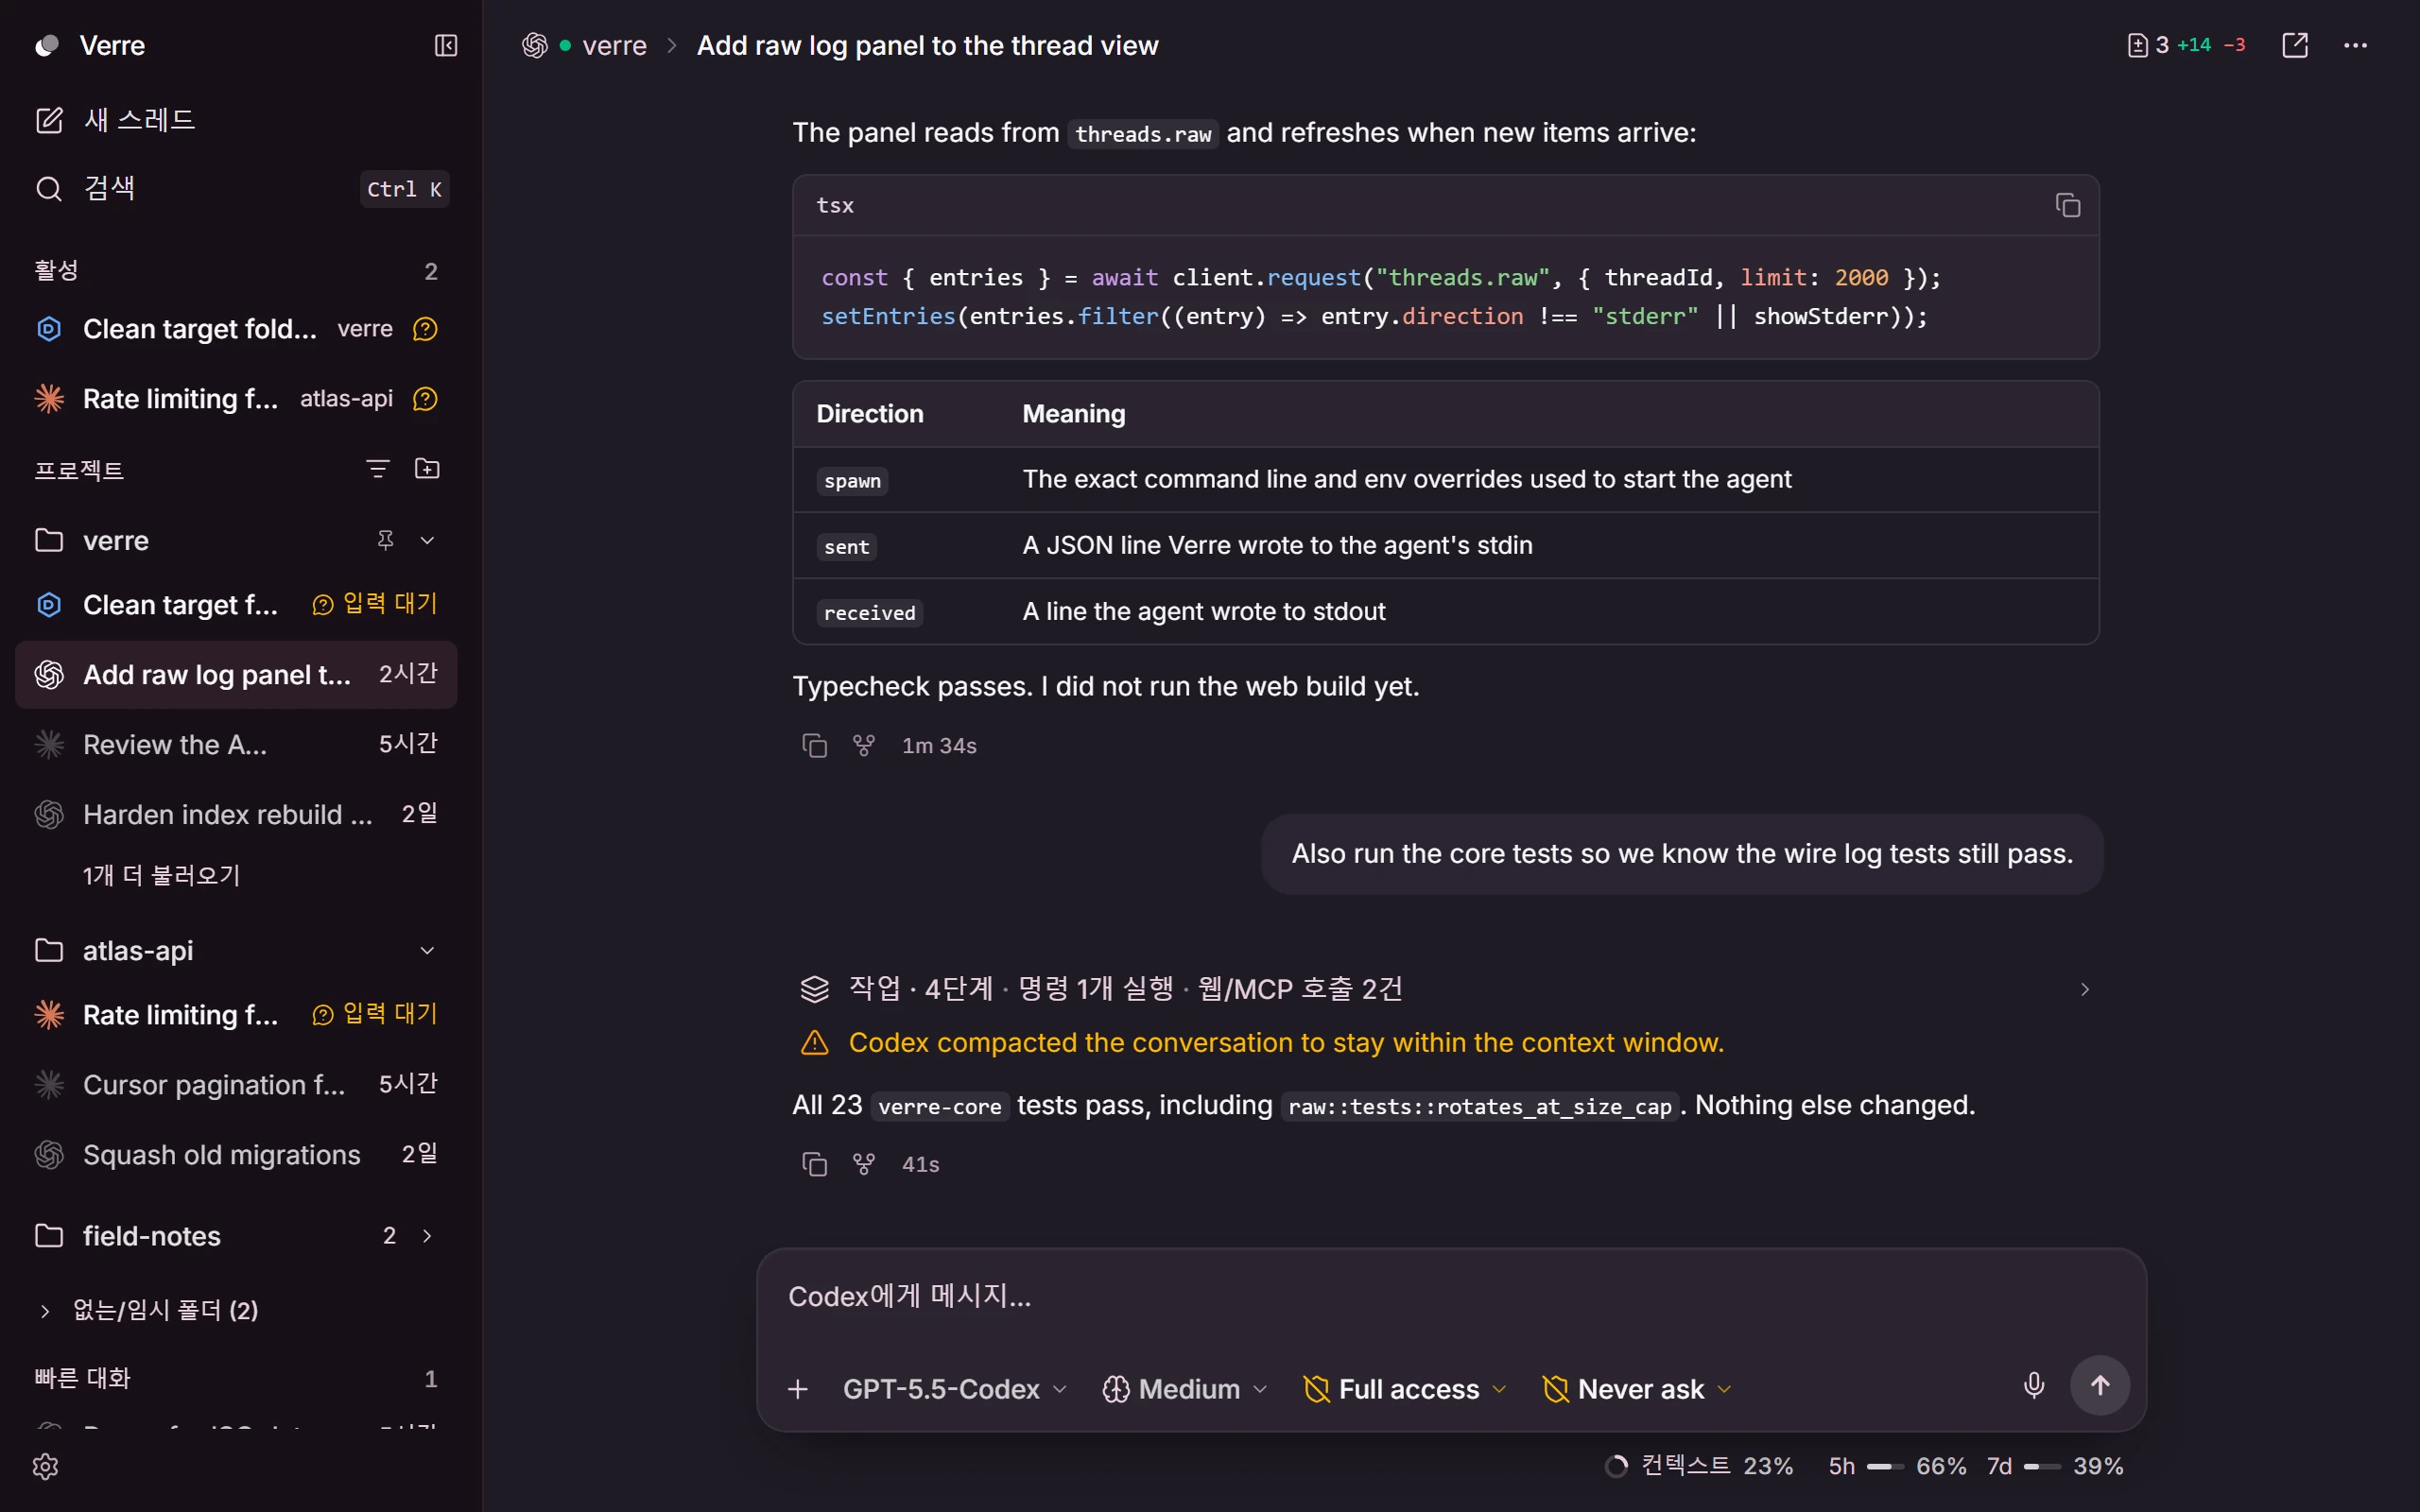 Verre
새 스레드
검색 Ctrl K
활성 2
Clean target fold... verre
Rate limiting f... atlas-api
프로젝트
verre
Clean target f... 입력 대기
Add raw log panel t... 2시간
Review the A... 5시간
Harden index rebuild ... 2일
1개 더 불러오기
atlas-api
Rate limiting f... 입력 대기
Cursor pagination f... 5시간
Squash old migrations 2일
field-notes 2
없는/임시 폴더 (2)
빠른 대화 1
verre > Add raw log panel to the thread view
3 +14 −3
The panel reads from threads.raw and refreshes when new items arrive:
tsx
const { entries } = await client.request("threads.raw", { threadId, limit: 2000 });
setEntries(entries.filter((entry) => entry.direction !== "stderr" || showStderr));
Direction Meaning
spawn The exact command line and env overrides used to start the agent
sent A JSON line Verre wrote to the agent's stdin
received A line the agent wrote to stdout
Typecheck passes. I did not run the web build yet.
1m 34s
Also run the core tests so we know the wire log tests still pass.
작업 · 4단계 · 명령 1개 실행 · 웹/MCP 호출 2건
Codex compacted the conversation to stay within the context window.
All 23 verre-core tests pass, including raw::tests::rotates_at_size_cap. Nothing else changed.
41s
Codex에게 메시지...
GPT-5.5-Codex Medium Full access Never ask
컨텍스트 23% 5h 66% 7d 39%